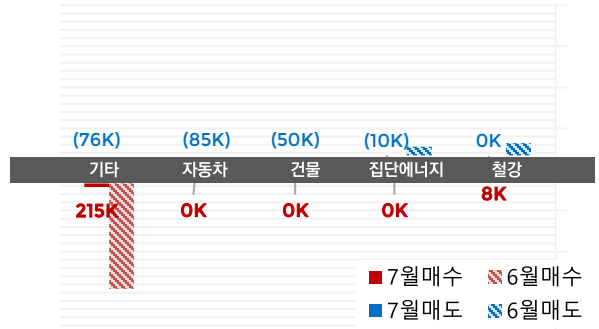 (76K) (85K) (50K) (10K) 0K
기타 자동차 건물 집단에너지 철강
215K 0K 0K 0K 8K
7월매수 6월매수
7월매도 6월매도